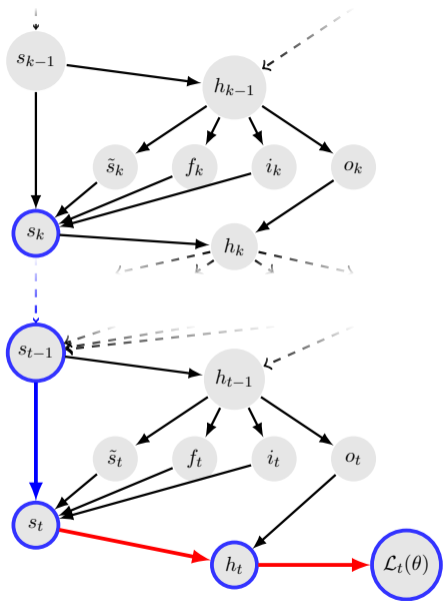 s_{k−1}
h_{k−1}
s̃_k f_k i_k o_k
s_k
h_k
s_{t−1}
h_{t−1}
s̃_t f_t i_t o_t
s_t
h_t ℒ_t(θ)